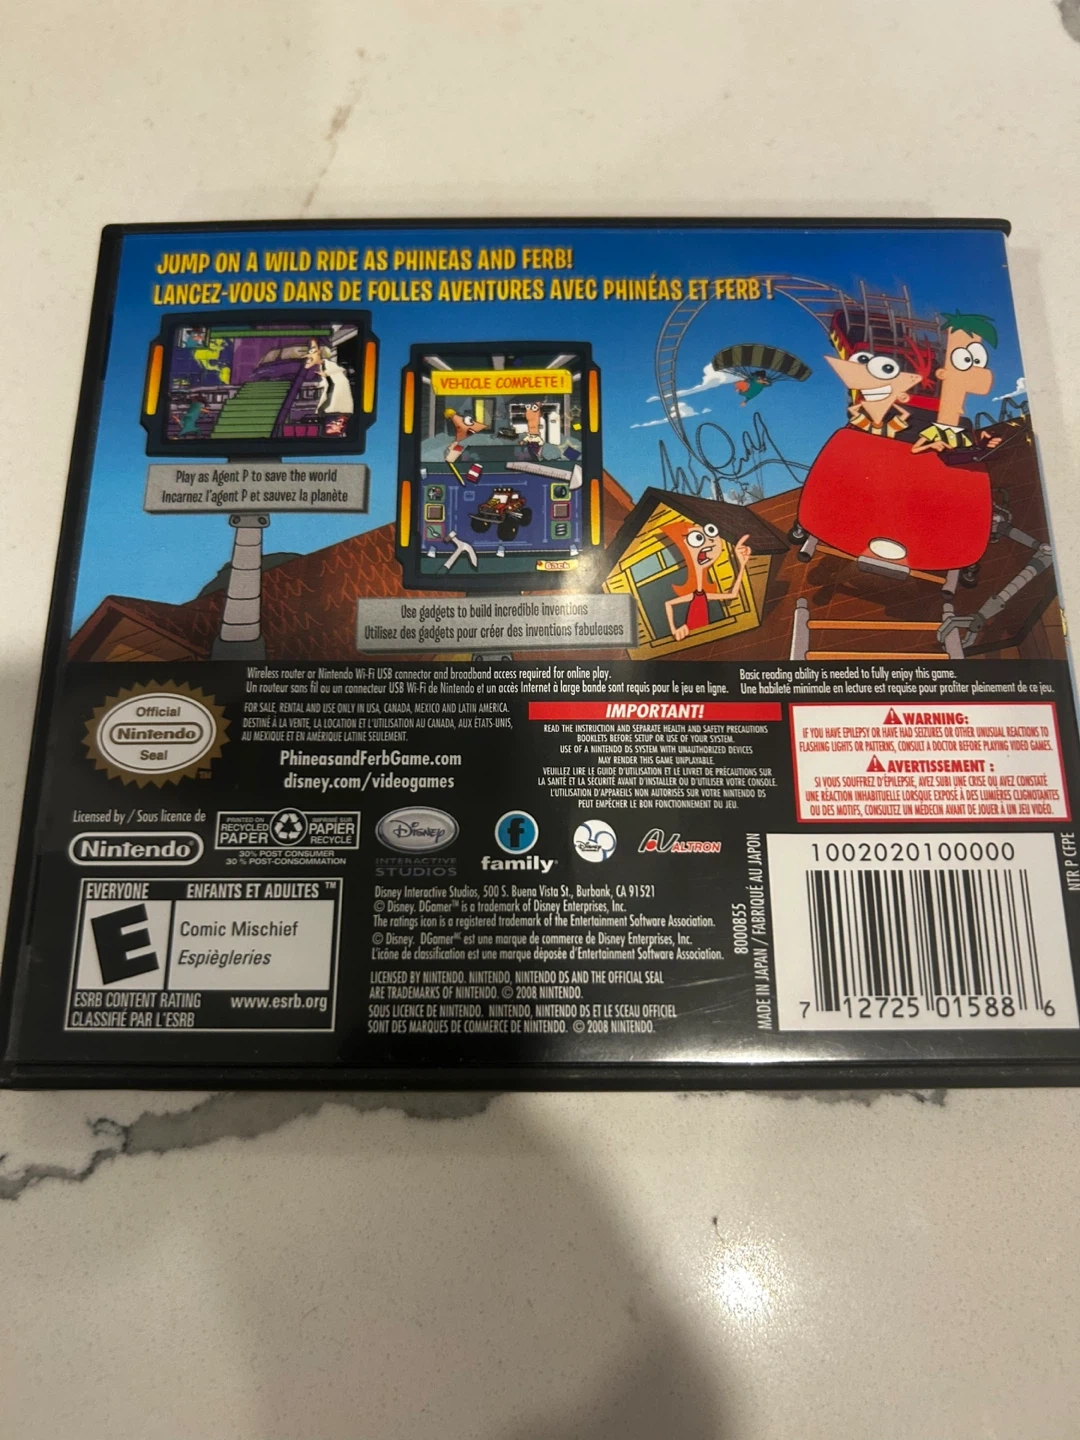 JUMP ON A WILD RIDE AS PHINEAS AND FERB!
LANCEZ-VOUS DANS DE FOLLES AVENTURES AVEC PHINÉAS ET FERB !
VEHICLE COMPLETE!
Play as Agent P to save the world
Incarnez l'agent P et sauvez la planète
Back
Use gadgets to build incredible inventions
Utilisez des gadgets pour créer des inventions fabuleuses
Wireless router or Nintendo Wi-Fi USB connector and broadband access required for online play.
Un routeur sans fil ou un connecteur USB Wi-Fi de Nintendo et un accès Internet à large bande sont requis pour le jeu en ligne.
Basic reading ability is needed to fully enjoy this game.
Une habileté minimale en lecture est requise pour profiter pleinement de ce jeu.
Official
Nintendo
Seal
TM
FOR SALE, RENTAL AND USE ONLY IN USA, CANADA, MEXICO AND LATIN AMERICA.
DESTINÉ À LA VENTE, LA LOCATION ET L'UTILISATION AU CANADA, AUX ÉTATS-UNIS,
AU MEXIQUE ET EN AMÉRIQUE LATINE SEULEMENT.
PhineasandFerbGame.com
disney.com/videogames
IMPORTANT!
READ THE INSTRUCTION AND SEPARATE HEALTH AND SAFETY PRECAUTIONS
BOOKLETS BEFORE SETUP OR USE OF YOUR SYSTEM.
USE OF A NINTENDO DS SYSTEM WITH UNAUTHORIZED DEVICES
MAY RENDER THIS GAME UNPLAYABLE.
VEUILLEZ LIRE LE GUIDE D'UTILISATION ET LE LIVRET DE PRÉCAUTIONS SUR
LA SANTÉ ET LA SÉCURITÉ AVANT D'INSTALLER OU D'UTILISER VOTRE CONSOLE.
L'UTILISATION D'APPAREILS NON AUTORISÉS SUR VOTRE NINTENDO DS
PEUT EMPÊCHER LE BON FONCTIONNEMENT DU JEU.
WARNING:
IF YOU HAVE EPILEPSY OR HAVE HAD SEIZURES OR OTHER UNUSUAL REACTIONS TO
FLASHING LIGHTS OR PATTERNS, CONSULT A DOCTOR BEFORE PLAYING VIDEO GAMES.
AVERTISSEMENT :
SI VOUS SOUFFREZ D'ÉPILEPSIE, AVEZ SUBI UNE CRISE OU AVEZ CONSTATÉ
UNE RÉACTION INHABITUELLE LORSQUE EXPOSÉ À DES LUMIÈRES CLIGNOTANTES
OU DES MOTIFS, CONSULTEZ UN MÉDECIN AVANT DE JOUER À UN JEU VIDÉO.
Licensed by / Sous licence de
Nintendo®
PRINTED ON
RECYCLED
PAPER
IMPRIMÉ SUR
PAPIER
RECYCLÉ
30% POST CONSUMER
30 % POST-CONSOMMATION
Disney
INTERACTIVE
STUDIOS
f
family
AV ALTRON
EVERYONE
ENFANTS ET ADULTES ™
E
Comic Mischief
Espiègleries
ESRB CONTENT RATING
www.esrb.org
CLASSIFIÉ PAR L'ESRB
Disney Interactive Studios, 500 S. Buena Vista St., Burbank, CA 91521
© Disney. DGamer™ is a trademark of Disney Enterprises, Inc.
The ratings icon is a registered trademark of the Entertainment Software Association.
© Disney. DGamer MC est une marque de commerce de Disney Enterprises, Inc.
L'icône de classification est une marque déposée d'Entertainment Software Association.
LICENSED BY NINTENDO. NINTENDO, NINTENDO DS AND THE OFFICIAL SEAL
ARE TRADEMARKS OF NINTENDO. © 2008 NINTENDO.
SOUS LICENCE DE NINTENDO. NINTENDO, NINTENDO DS ET LE SCEAU OFFICIEL
SONT DES MARQUES DE COMMERCE DE NINTENDO. © 2008 NINTENDO.
8000855
MADE IN JAPAN / FABRIQUÉ AU JAPON
1002020100000
7 12725 01588 6
NTR P CFPE